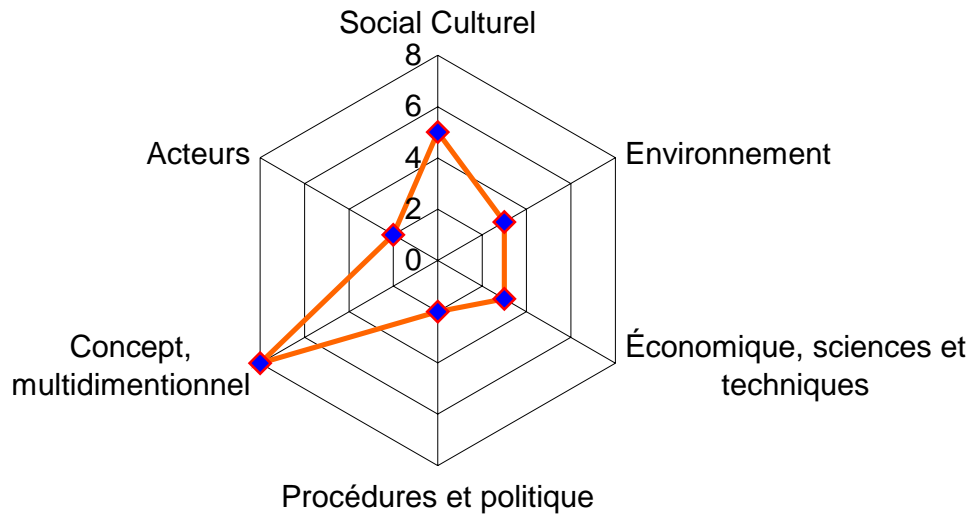 Social Culturel
8
6
4
2
0
Acteurs
Environnement
Concept,
multidimentionnel
Économique, sciences et
techniques
Procédures et politique